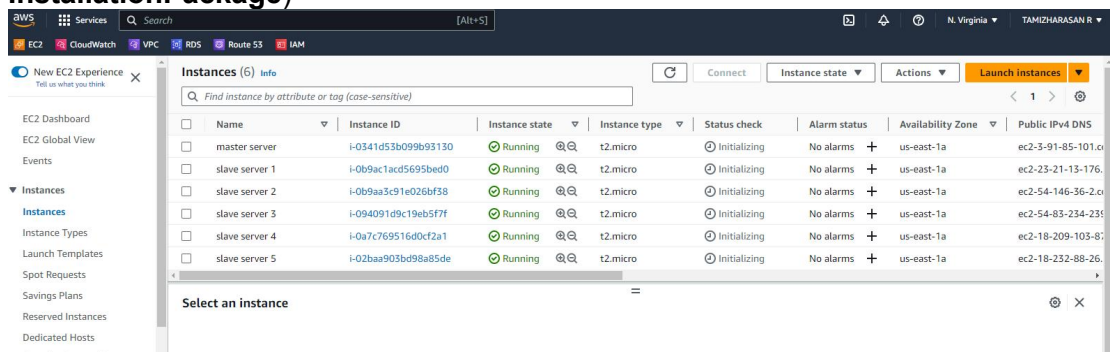 InstallationPackage)
aws Services Search [Alt+S] N. Virginia TAMIZHARASAN R
EC2 CloudWatch VPC RDS Route 53 IAM
New EC2 Experience
Tell us what you think
EC2 Dashboard
EC2 Global View
Events
Instances
Instances
Instance Types
Launch Templates
Spot Requests
Savings Plans
Reserved Instances
Dedicated Hosts
Instances (6) Info Connect Instance state Actions Launch instances
Find instance by attribute or tag (case-sensitive) 1
Name Instance ID Instance state Instance type Status check Alarm status Availability Zone Public IPv4 DNS
master server i-0341d53b099b93130 Running t2.micro Initializing No alarms + us-east-1a ec2-3-91-85-101.co
slave server 1 i-0b9ac1acd5695bed0 Running t2.micro Initializing No alarms + us-east-1a ec2-23-21-13-176.
slave server 2 i-0b9aa3c91e026bf38 Running t2.micro Initializing No alarms + us-east-1a ec2-54-146-36-2.co
slave server 3 i-094091d9c19eb5f7f Running t2.micro Initializing No alarms + us-east-1a ec2-54-83-234-239
slave server 4 i-0a7c769516d0cf2a1 Running t2.micro Initializing No alarms + us-east-1a ec2-18-209-103-87
slave server 5 i-02baa903bd98a85de Running t2.micro Initializing No alarms + us-east-1a ec2-18-232-88-26.
Select an instance